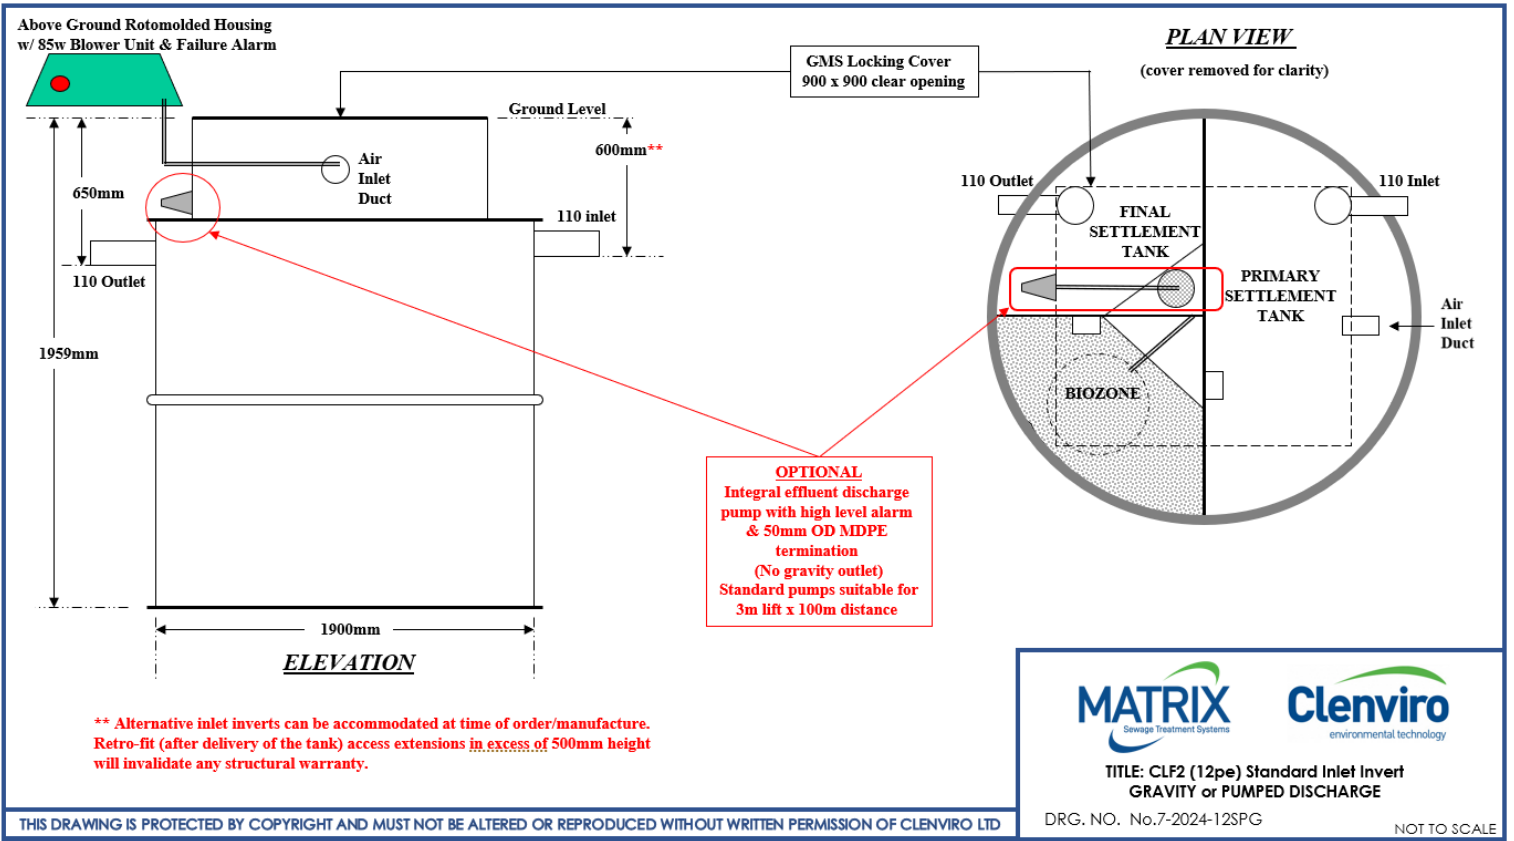 Above Ground Rotomolded Housing
w/ 85w Blower Unit & Failure Alarm
GMS Locking Cover
900 x 900 clear opening
PLAN VIEW
(cover removed for clarity)
Ground Level
600mm**
Air
Inlet
Duct
650mm
110 inlet
110 Outlet
1959mm
1900mm
ELEVATION
110 Outlet
110 Inlet
FINAL
SETTLEMENT
TANK
PRIMARY
SETTLEMENT
TANK
Air
Inlet
Duct
BIOZONE
OPTIONAL
Integral effluent discharge
pump with high level alarm
& 50mm OD MDPE
termination
(No gravity outlet)
Standard pumps suitable for
3m lift x 100m distance
** Alternative inlet inverts can be accommodated at time of order/manufacture.
Retro-fit (after delivery of the tank) access extensions in excess of 500mm height
will invalidate any structural warranty.
MATRIX
Sewage Treatment Systems
Clenviro
environmental technology
TITLE: CLF2 (12pe) Standard Inlet Invert
GRAVITY or PUMPED DISCHARGE
DRG. NO. No.7-2024-12SPG
NOT TO SCALE
THIS DRAWING IS PROTECTED BY COPYRIGHT AND MUST NOT BE ALTERED OR REPRODUCED WITHOUT WRITTEN PERMISSION OF CLENVIRO LTD